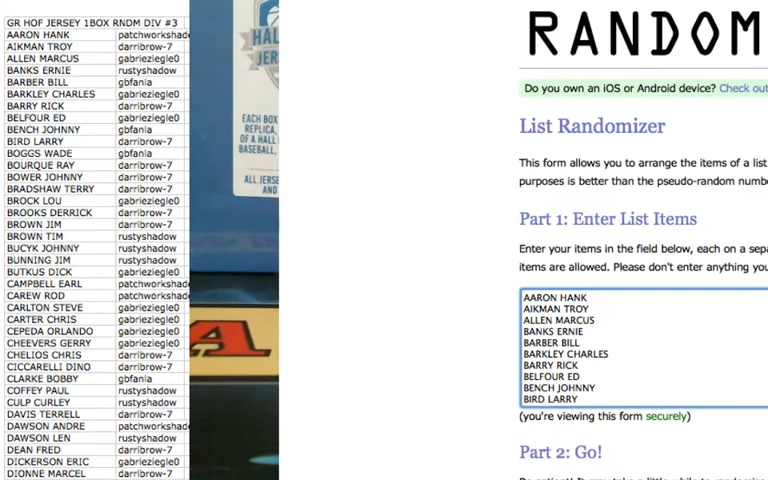 GR HOF JERSEY 1BOX RNDM DIV #3
AARON HANK patchworkshad
AIKMAN TROY darribrow-7
ALLEN MARCUS gabrieziegle0
BANKS ERNIE rustyshadow
BARBER BILL gbfania
BARKLEY CHARLES gabrieziegle0
BARRY RICK darribrow-7
BELFOUR ED gabrieziegle0
BENCH JOHNNY gbfania
BIRD LARRY darribrow-7
BOGGS WADE gbfania
BOURQUE RAY darribrow-7
BOWER JOHNNY darribrow-7
BRADSHAW TERRY darribrow-7
BROCK LOU gabrieziegle0
BROOKS DERRICK darribrow-7
BROWN JIM darribrow-7
BROWN TIM rustyshadow
BUCYK JOHNNY rustyshadow
BUNNING JIM rustyshadow
BUTKUS DICK gabrieziegle0
CAMPBELL EARL patchworkshad
CAREW ROD patchworkshad
CARLTON STEVE gabrieziegle0
CARTER CHRIS gabrieziegle0
CEPEDA ORLANDO gabrieziegle0
CHEEVERS GERRY gabrieziegle0
CHELIOS CHRIS darribrow-7
CICCARELLI DINO darribrow-7
CLARKE BOBBY gbfania
COFFEY PAUL rustyshadow
CULP CURLEY rustyshadow
DAVIS TERRELL darribrow-7
DAWSON ANDRE patchworkshad
DAWSON LEN rustyshadow
DEAN FRED darribrow-7
DICKERSON ERIC gabrieziegle0
DIONNE MARCEL darribrow-7
HAL
JER
EACH BOX
REPLICA,
OF A HALL
BASEBALL,
ALL JERSE
AND
A
RANDOM
Do you own an iOS or Android device? Check out
List Randomizer
This form allows you to arrange the items of a list
purposes is better than the pseudo-random numb
Part 1: Enter List Items
Enter your items in the field below, each on a sepa
items are allowed. Please don't enter anything you
AARON HANK
AIKMAN TROY
ALLEN MARCUS
BANKS ERNIE
BARBER BILL
BARKLEY CHARLES
BARRY RICK
BELFOUR ED
BENCH JOHNNY
BIRD LARRY
(you're viewing this form securely)
Part 2: Go!